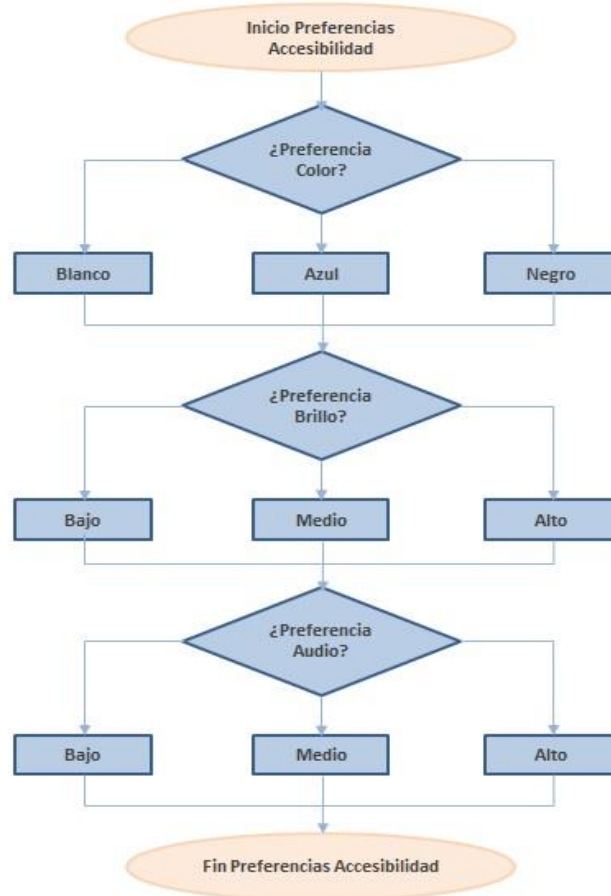 Inicio Preferencias
Accesibilidad
¿Preferencia
Color?
Blanco
Azul
Negro
¿Preferencia
Brillo?
Bajo
Medio
Alto
¿Preferencia
Audio?
Bajo
Medio
Alto
Fin Preferencias Accesibilidad